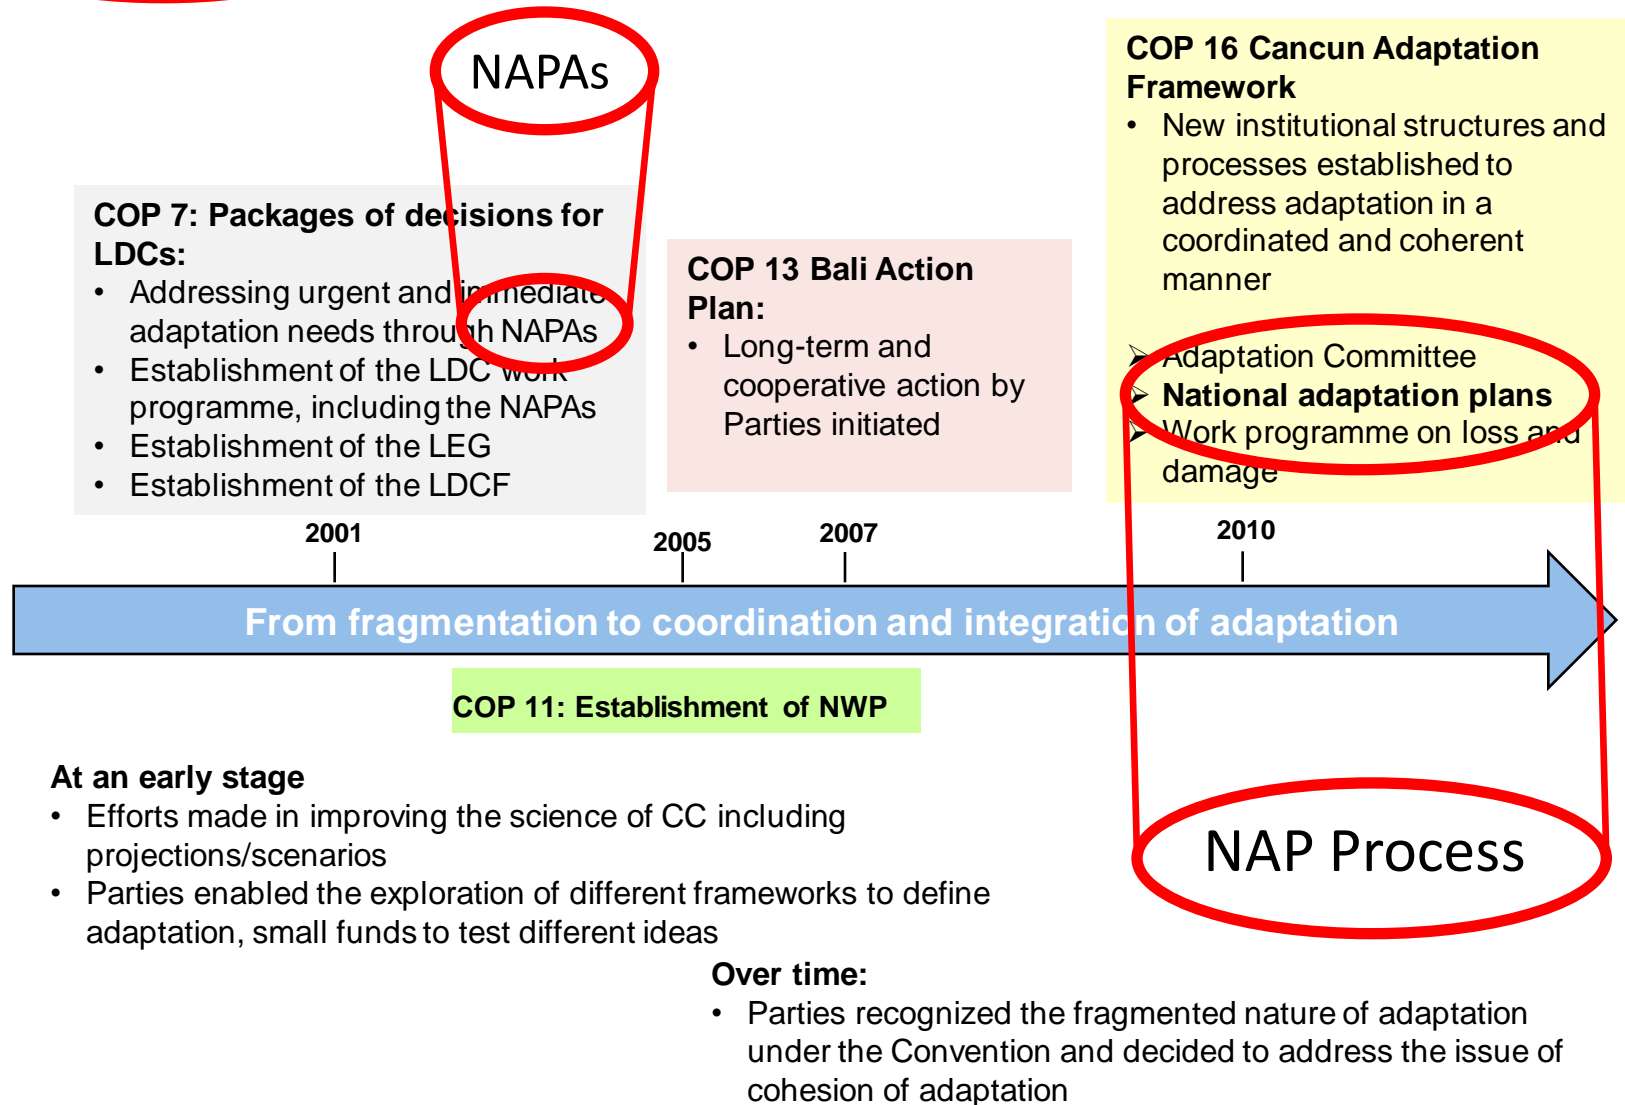 NAPAs
COP 7: Packages of decisions for
LDCs:
• Addressing urgent and immediate
adaptation needs through NAPAs
• Establishment of the LDC work
programme, including the NAPAs
• Establishment of the LEG
• Establishment of the LDCF
COP 13 Bali Action
Plan:
• Long-term and
cooperative action by
Parties initiated
COP 16 Cancun Adaptation
Framework
• New institutional structures and
processes established to
address adaptation in a
coordinated and coherent
manner
➢ Adaptation Committee
➢ National adaptation plans
➢ Work programme on loss and
damage
2001
2005
2007
2010
From fragmentation to coordination and integration of adaptation
COP 11: Establishment of NWP
At an early stage
• Efforts made in improving the science of CC including
projections/scenarios
• Parties enabled the exploration of different frameworks to define
adaptation, small funds to test different ideas
NAP Process
Over time:
• Parties recognized the fragmented nature of adaptation
under the Convention and decided to address the issue of
cohesion of adaptation